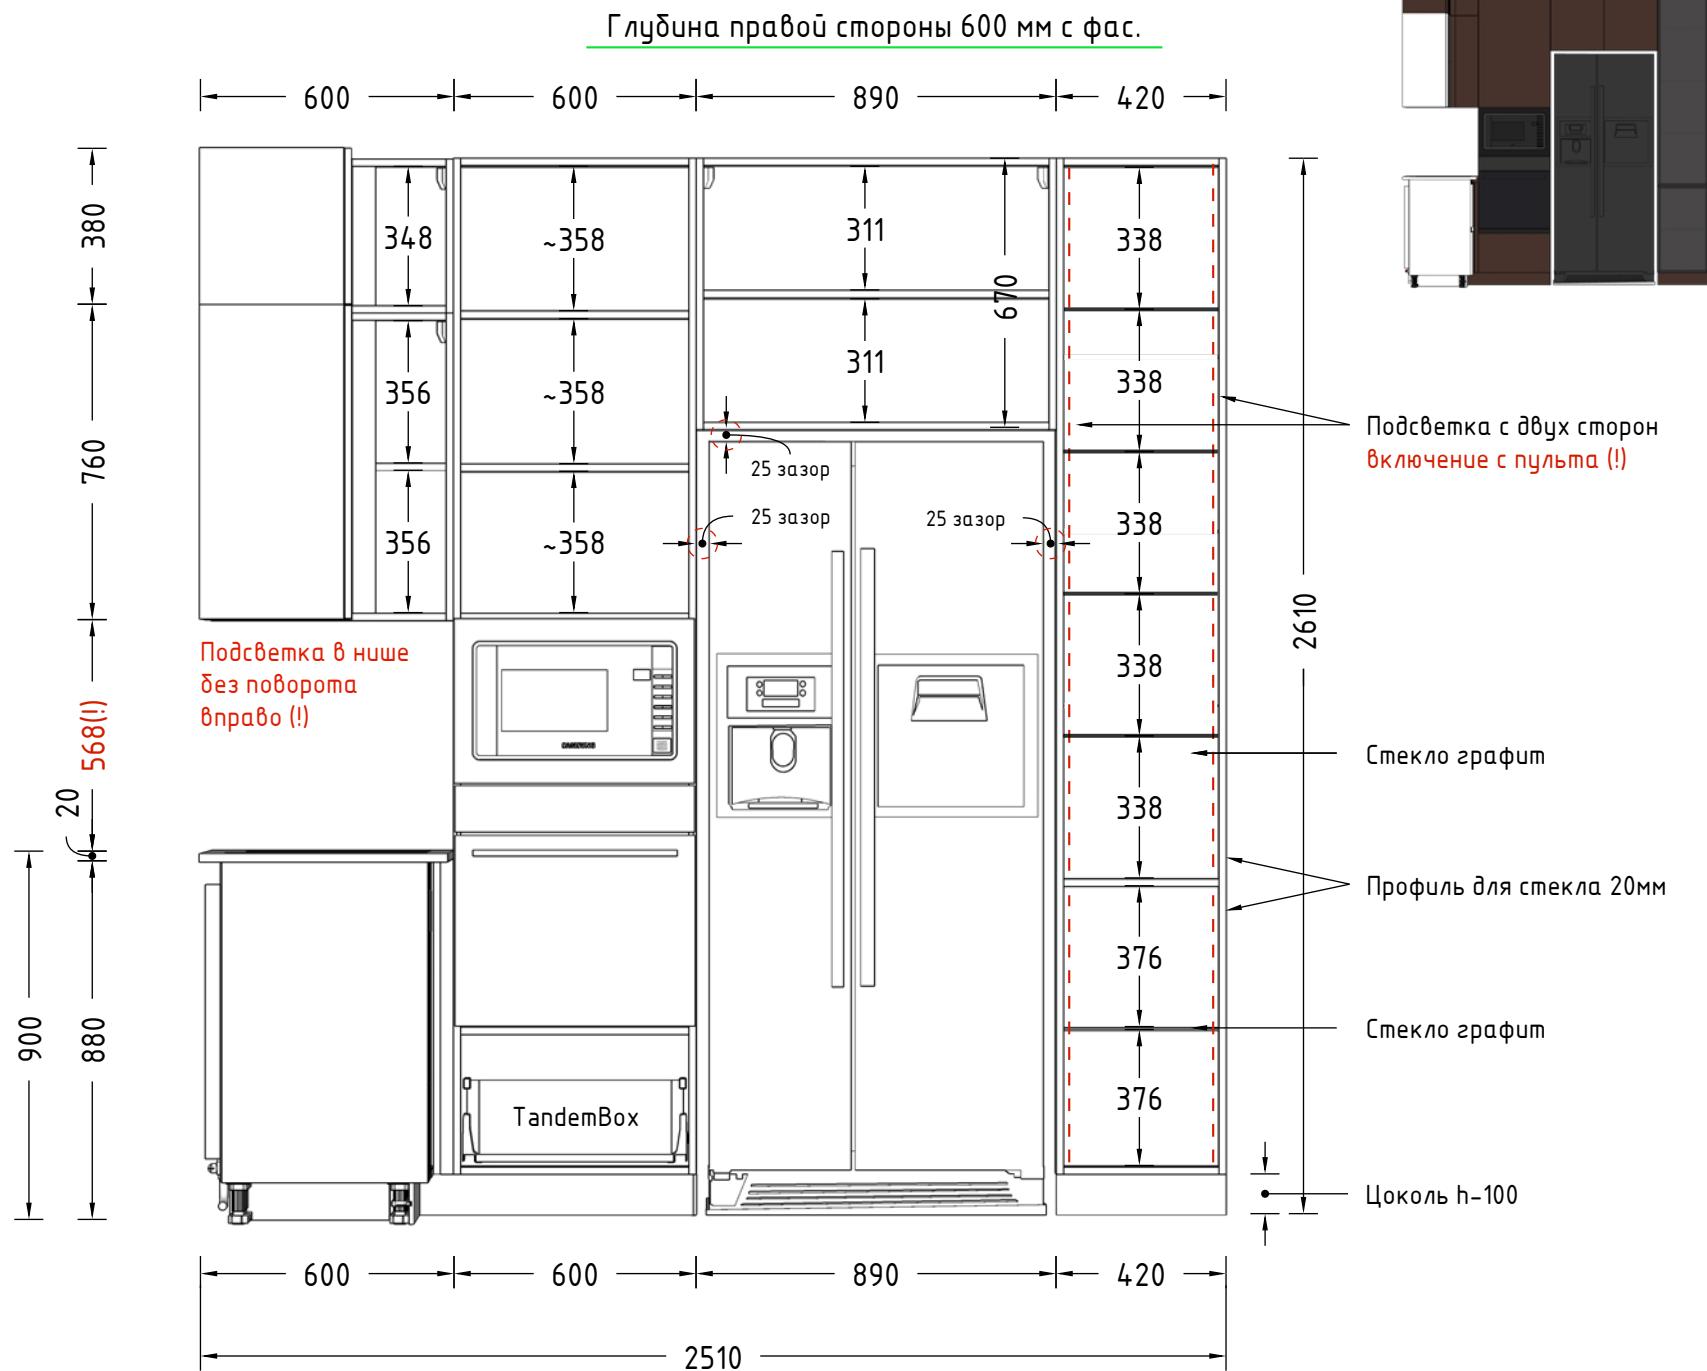 Глубина правой стороны 600 мм с фас.
600
600
890
420
380
348
~358
311
338
670
760
356
~358
311
338
Подсветка с двух сторон
включение с пульта (!)
25 зазор
25 зазор
25 зазор
356
~358
338
2610
Подсветка в нише
без поворота
вправо (!)
568(!)
338
Стекло графит
20
338
Профиль для стекла 20мм
376
900
880
Стекло графит
376
TandemBox
Цоколь h-100
600
600
890
420
2510